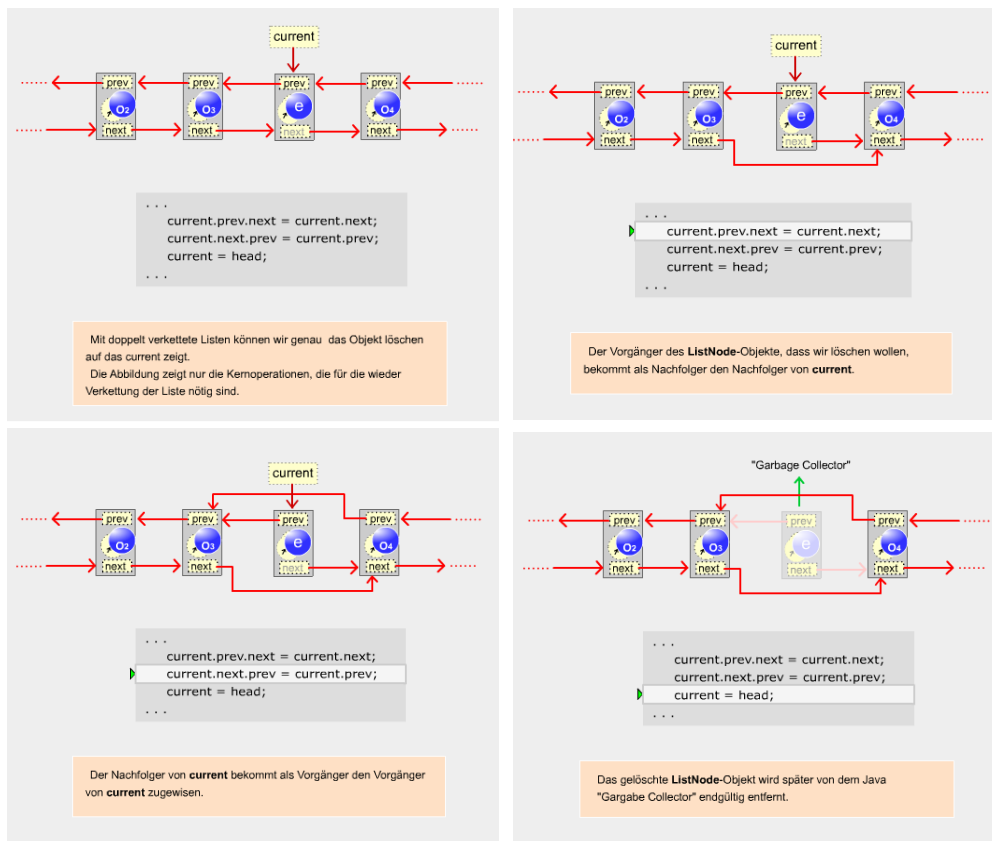 current
prev prev prev prev
O2 O3 e O4
next next next next
. . .
current.prev.next = current.next;
current.next.prev = current.prev;
current = head;
. . .
Mit doppelt verkettete Listen können wir genau das Objekt löschen
auf das current zeigt.
Die Abbildung zeigt nur die Kernoperationen, die für die wieder
Verkettung der Liste nötig sind.
current
prev prev prev prev
O2 O3 e O4
next next next next
. . .
current.prev.next = current.next;
current.next.prev = current.prev;
current = head;
. . .
Der Vorgänger des ListNode-Objekte, dass wir löschen wollen,
bekommt als Nachfolger den Nachfolger von current.
current
prev prev prev prev
O2 O3 e O4
next next next next
. . .
current.prev.next = current.next;
current.next.prev = current.prev;
current = head;
. . .
Der Nachfolger von current bekommt als Vorgänger den Vorgänger
von current zugewisen.
"Garbage Collector"
prev prev prev prev
O2 O3 e O4
next next next next
. . .
current.prev.next = current.next;
current.next.prev = current.prev;
current = head;
. . .
Das gelöschte ListNode-Objekt wird später von dem Java
"Gargabe Collector" endgültig entfernt.